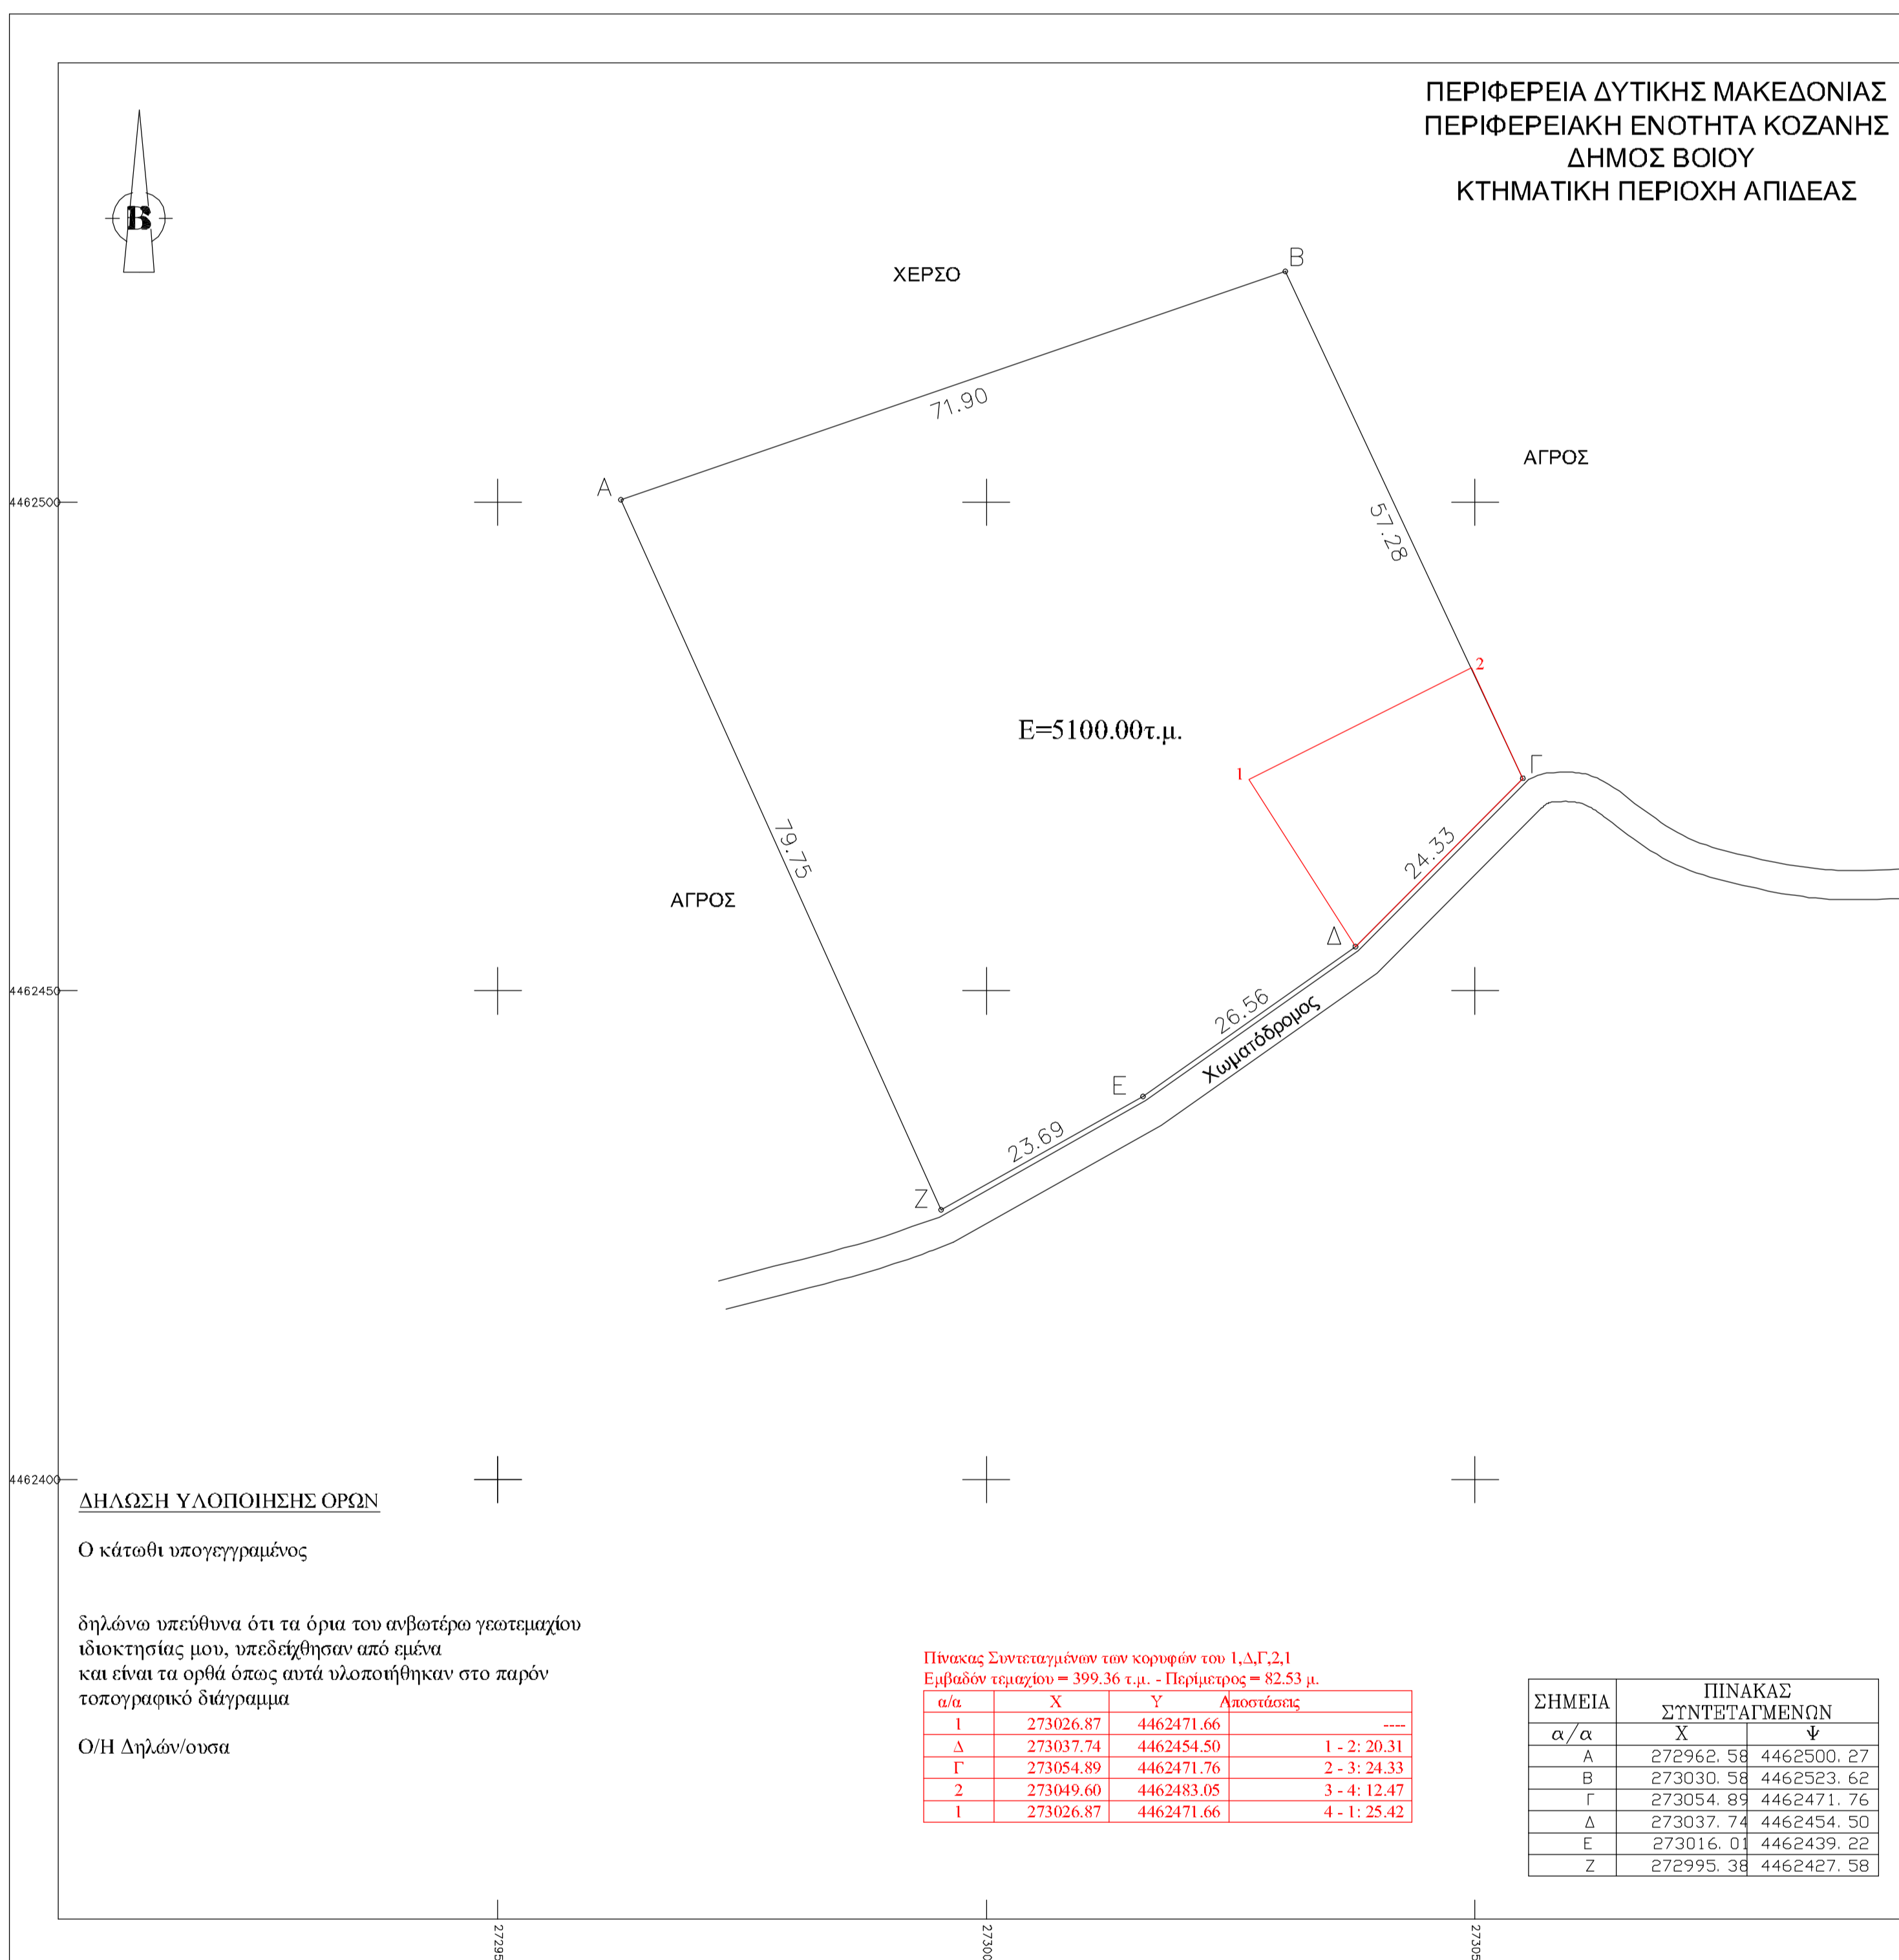 ΠΕΡΙΦΕΡΕΙΑ ΔΥΤΙΚΗΣ ΜΑΚΕΔΟΝΙΑΣ
ΠΕΡΙΦΕΡΕΙΑΚΗ ΕΝΟΤΗΤΑ ΚΟΖΑΝΗΣ
ΔΗΜΟΣ ΒΟΙΟΥ
ΚΤΗΜΑΤΙΚΗ ΠΕΡΙΟΧΗ ΑΠΙΔΕΑΣ
Β
ΧΕΡΣΟ
Β
71.90
ΑΓΡΟΣ
Α
4462500
57.28
2
Ε=5100.00τ.μ.
1
Γ
79.75
24.33
ΑΓΡΟΣ
Δ
4462450
26.56
Χωματόδρομος
Ε
23.69
Ζ
4462400
ΔΗΛΩΣΗ ΥΛΟΠΟΙΗΣΗΣ ΟΡΩΝ
Ο κάτωθι υπογεγγραμένος
δηλώνω υπεύθυνα ότι τα όρια του ανβωτέρω γεωτεμαχίου
ιδιοκτησίας μου, υπεδείχθησαν από εμένα
και είναι τα ορθά όπως αυτά υλοποιήθηκαν στο παρόν
τοπογραφικό διάγραμμα
Ο/Η Δηλών/ουσα
Πίνακας Συντεταγμένων των κορυφών του 1,Δ,Γ,2,1
Εμβαδόν τεμαχίου = 399.36 τ.μ. - Περίμετρος = 82.53 μ.
α/α Χ Υ Αποστάσεις
1 273026.87 4462471.66 ----
Δ 273037.74 4462454.50 1 - 2: 20.31
Γ 273054.89 4462471.76 2 - 3: 24.33
2 273049.60 4462483.05 3 - 4: 12.47
1 273026.87 4462471.66 4 - 1: 25.42
ΣΗΜΕΙΑ ΠΙΝΑΚΑΣ
ΣΥΝΤΕΤΑΓΜΕΝΩΝ
α/α Χ Ψ
Α 272962.58 4462500.27
Β 273030.58 4462523.62
Γ 273054.89 4462471.76
Δ 273037.74 4462454.50
Ε 273016.01 4462439.22
Ζ 272995.38 4462427.58